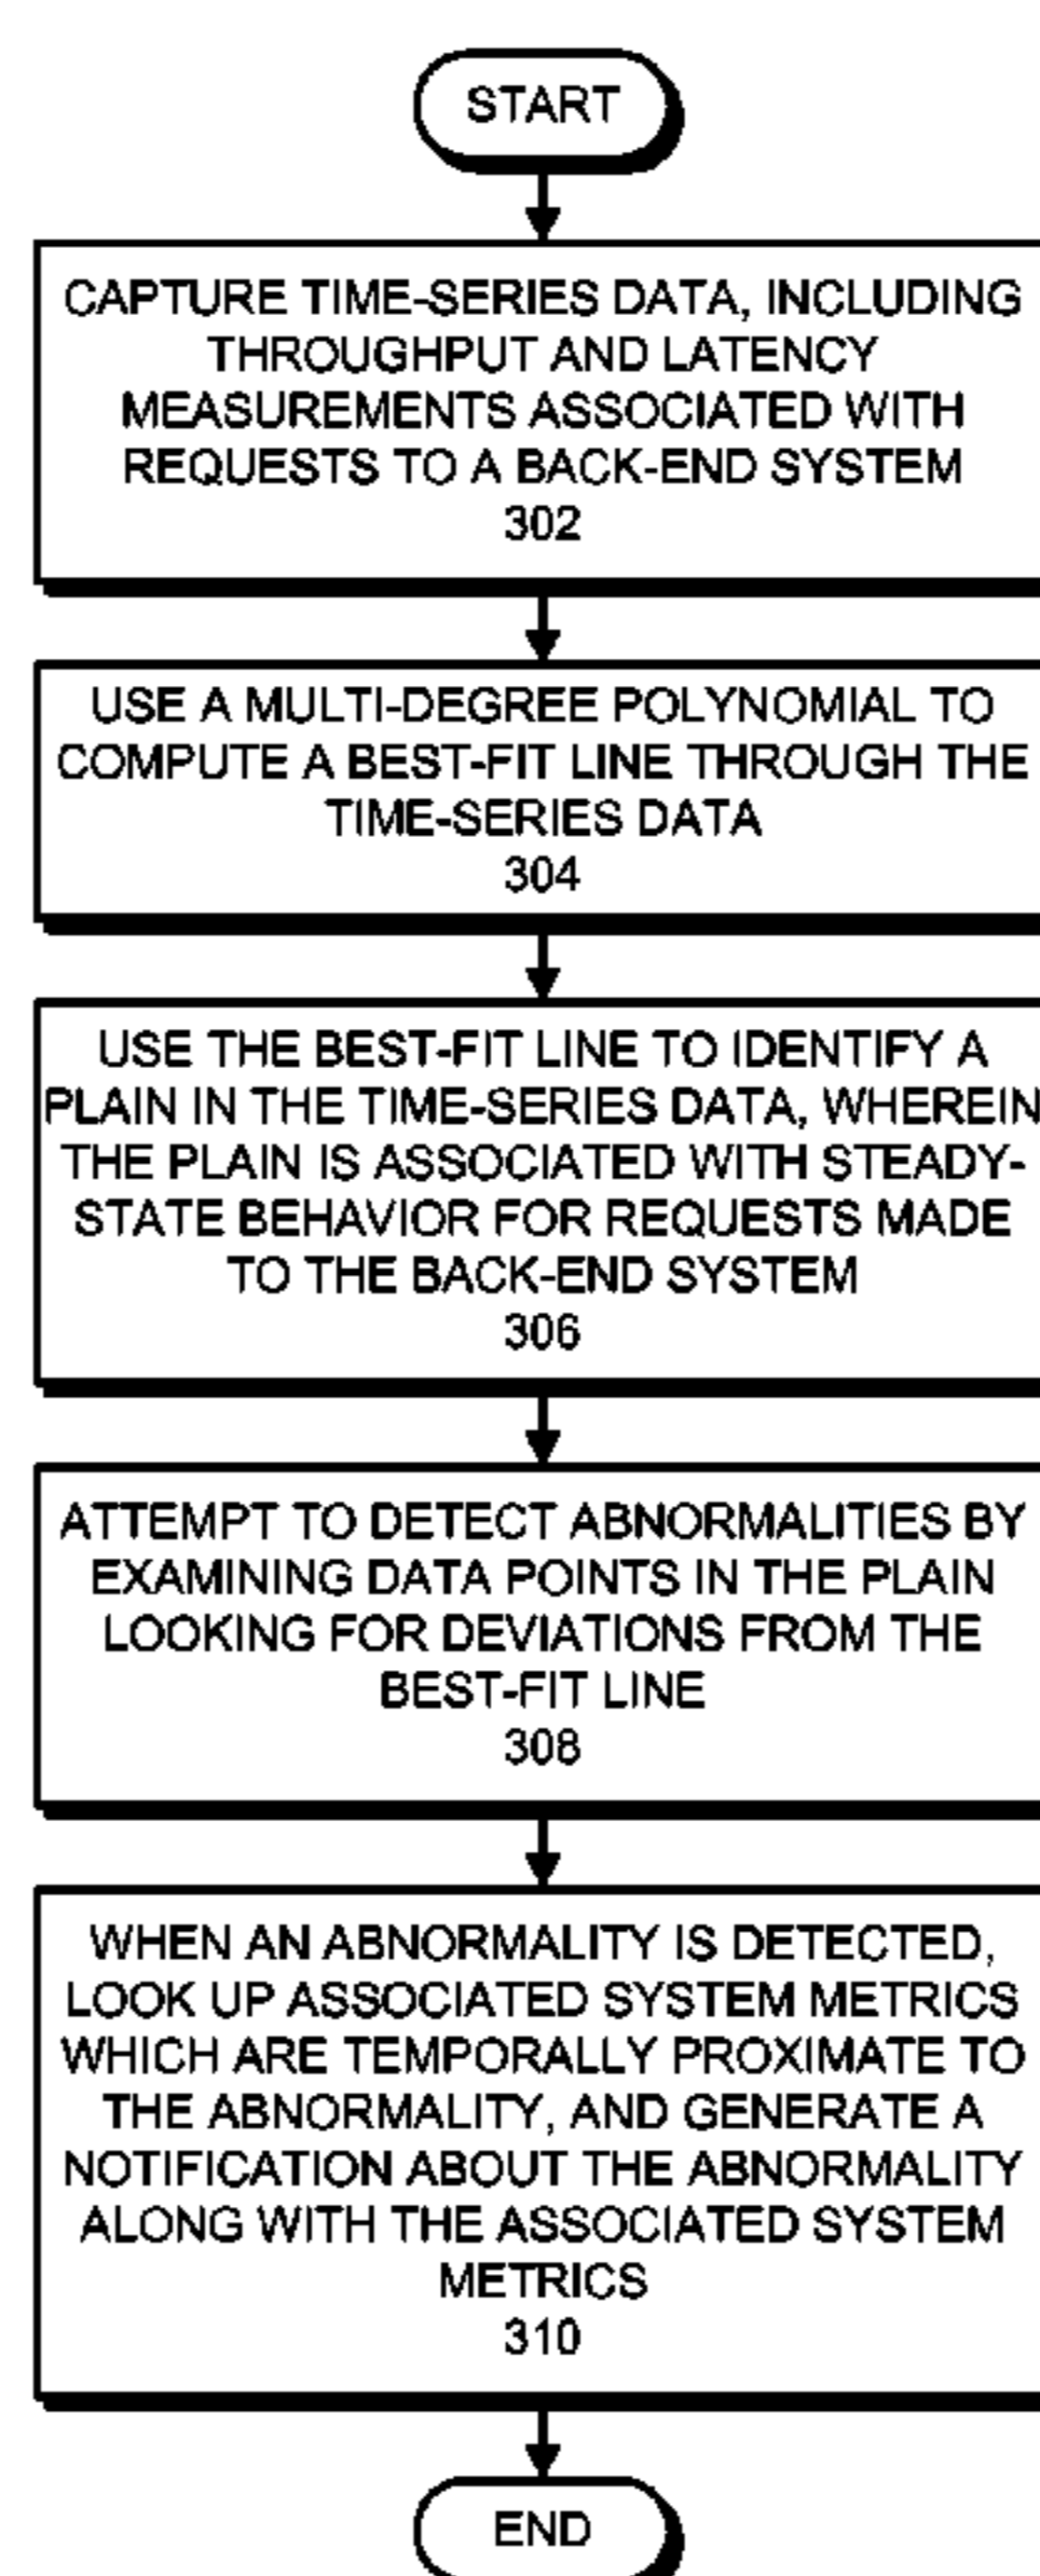 START
CAPTURE TIME-SERIES DATA, INCLUDING
THROUGHPUT AND LATENCY
MEASUREMENTS ASSOCIATED WITH
REQUESTS TO A BACK-END SYSTEM
302
USE A MULTI-DEGREE POLYNOMIAL TO
COMPUTE A BEST-FIT LINE THROUGH THE
TIME-SERIES DATA
304
USE THE BEST-FIT LINE TO IDENTIFY A
PLAIN IN THE TIME-SERIES DATA, WHEREIN
THE PLAIN IS ASSOCIATED WITH STEADY-
STATE BEHAVIOR FOR REQUESTS MADE
TO THE BACK-END SYSTEM
306
ATTEMPT TO DETECT ABNORMALITIES BY
EXAMINING DATA POINTS IN THE PLAIN
LOOKING FOR DEVIATIONS FROM THE
BEST-FIT LINE
308
WHEN AN ABNORMALITY IS DETECTED,
LOOK UP ASSOCIATED SYSTEM METRICS
WHICH ARE TEMPORALLY PROXIMATE TO
THE ABNORMALITY, AND GENERATE A
NOTIFICATION ABOUT THE ABNORMALITY
ALONG WITH THE ASSOCIATED SYSTEM
METRICS
310
END